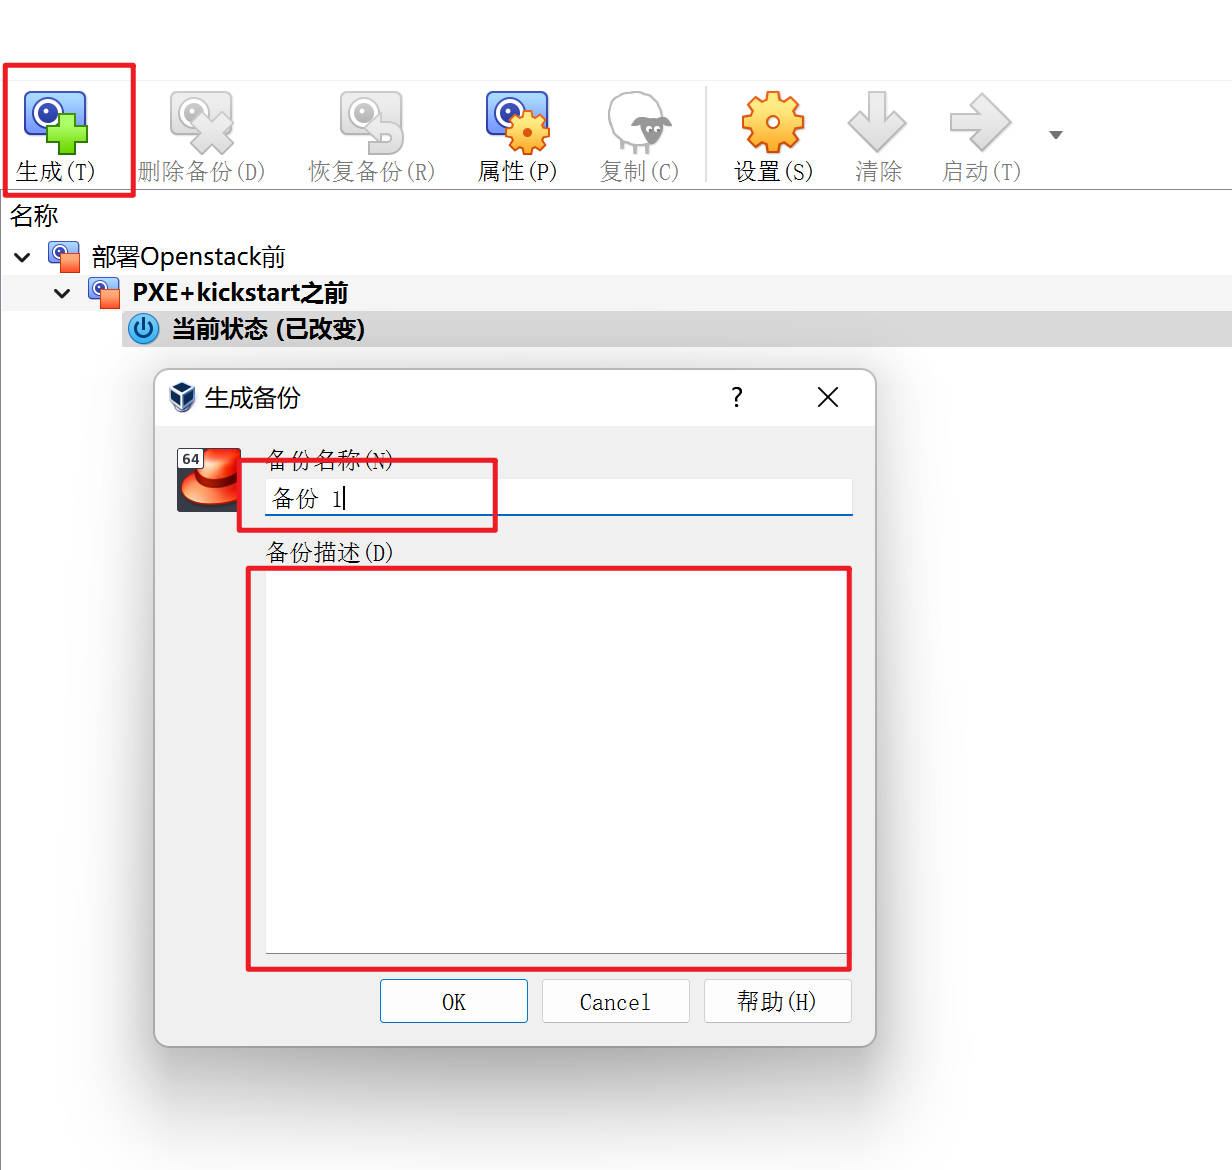 生成(T) 删除备份(D) 恢复备份(R) 属性(P) 复制(C) 设置(S) 清除 启动(T)
名称
部署Openstack前
PXE+kickstart之前
当前状态 (已改变)
生成备份 ?
64
备份名称(N)
备份 1
备份描述(D)
OK Cancel 帮助(H)